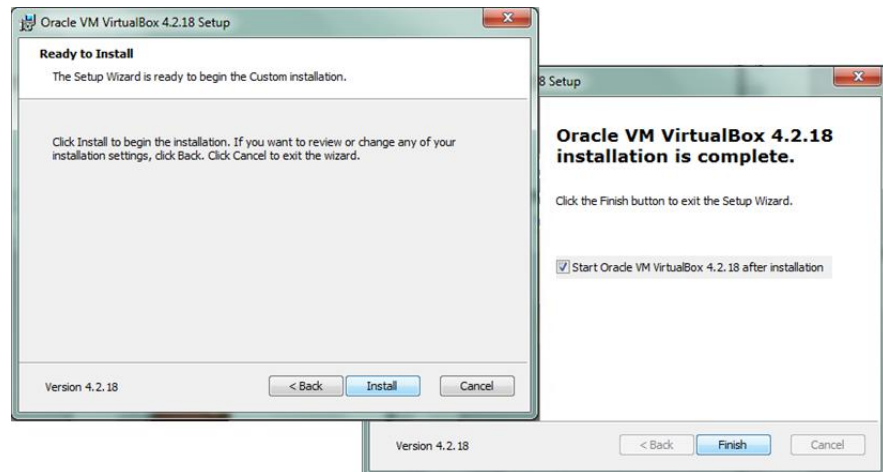 Oracle VM VirtualBox 4.2.18 Setup
Ready to Install
The Setup Wizard is ready to begin the Custom installation.
Click Install to begin the installation. If you want to review or change any of your
installation settings, click Back. Click Cancel to exit the wizard.
Version 4.2.18
< Back
Install
Cancel
8 Setup
Oracle VM VirtualBox 4.2.18
installation is complete.
Click the Finish button to exit the Setup Wizard.
Start Oracle VM VirtualBox 4.2.18 after installation
Version 4.2.18
< Back
Finish
Cancel